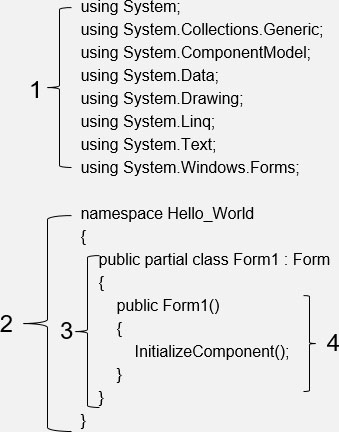 using System;
using System.Collections.Generic;
using System.ComponentModel;
using System.Data;
1
using System.Drawing;
using System.Linq;
using System.Text;
using System.Windows.Forms;
namespace Hello_World
{
public partial class Form1 : Form
{
public Form1()
2
3
{
4
InitializeComponent();
}
}
}